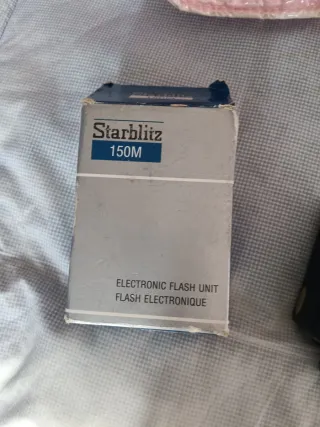 Starblitz
150M
ELECTRONIC FLASH UNIT
FLASH ELECTRONIQUE